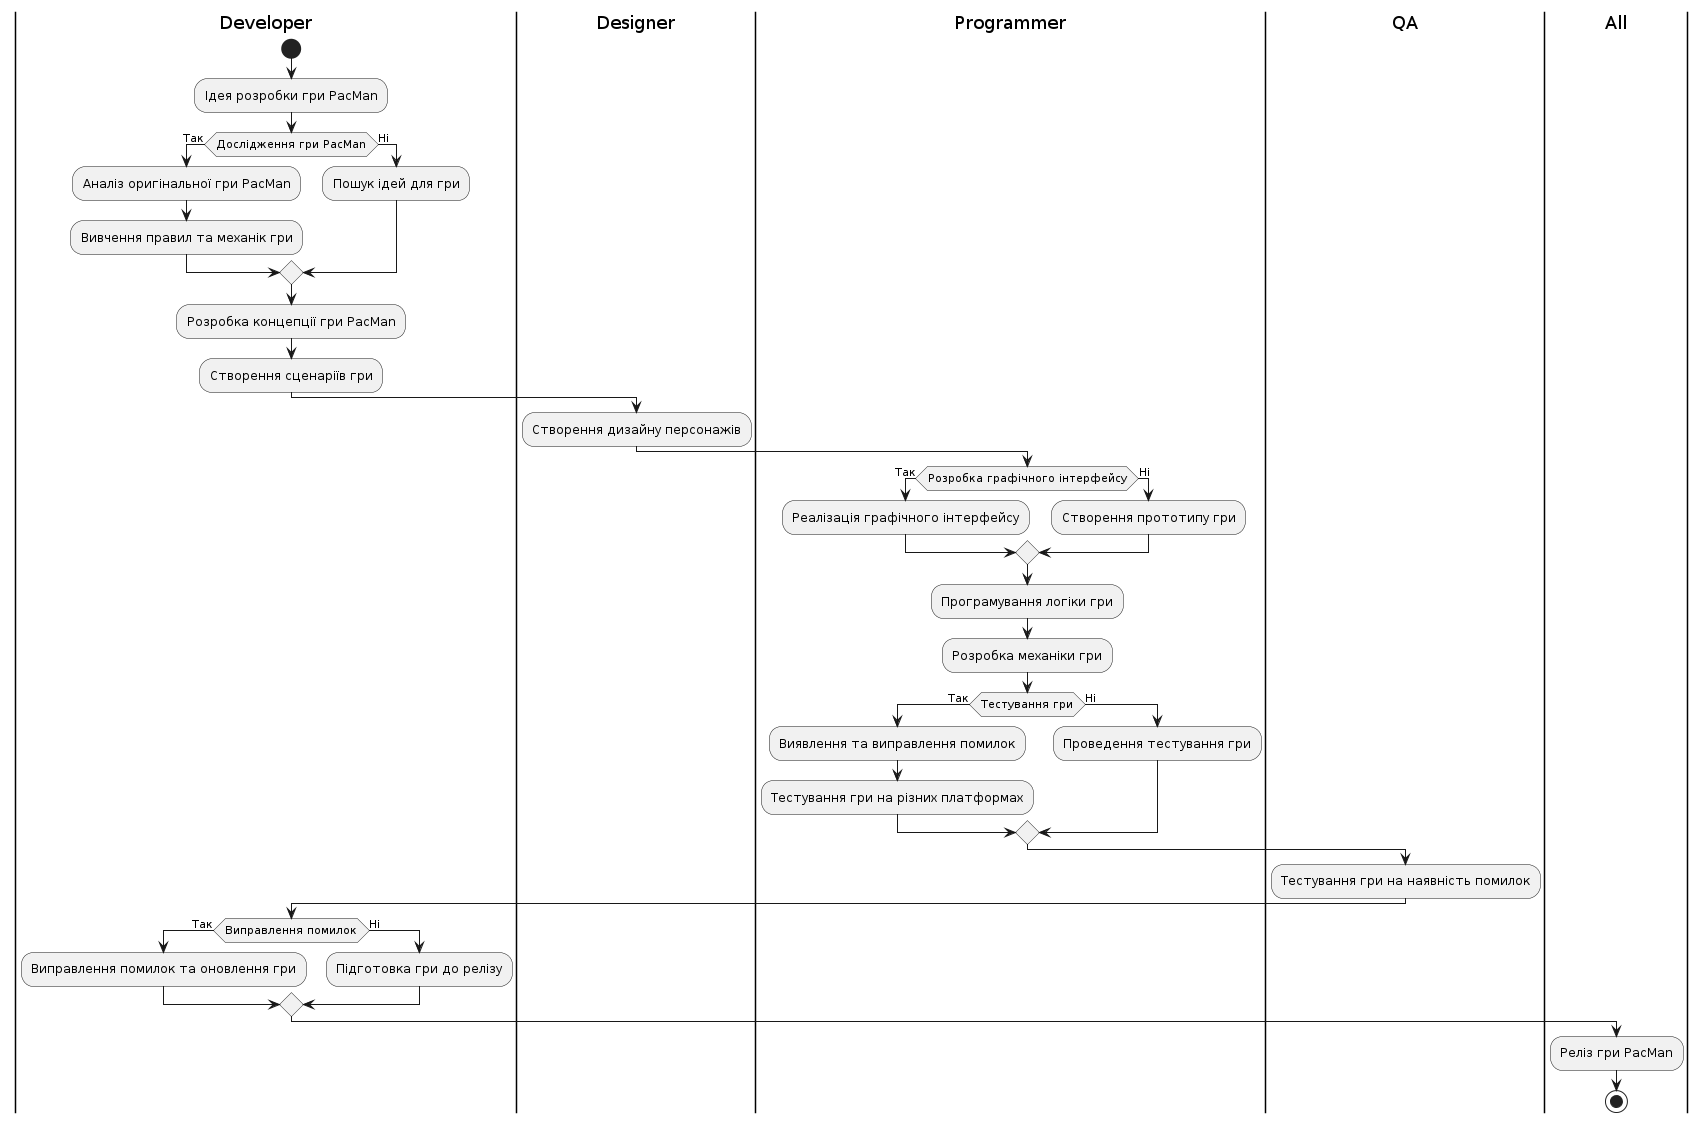 Developer
Designer
Programmer
QA
All
Ідея розробки гри PacMan
Так
Дослідження гри PacMan
Ні
Аналіз оригінальної гри PacMan
Пошук ідей для гри
Вивчення правил та механік гри
Розробка концепції гри PacMan
Створення сценаріїв гри
Створення дизайну персонажів
Так
Розробка графічного інтерфейсу
Ні
Реалізація графічного інтерфейсу
Створення прототипу гри
Програмування логіки гри
Розробка механіки гри
Так
Тестування гри
Ні
Виявлення та виправлення помилок
Проведення тестування гри
Тестування гри на різних платформах
Тестування гри на наявність помилок
Так
Виправлення помилок
Ні
Виправлення помилок та оновлення гри
Підготовка гри до релізу
Реліз гри PacMan